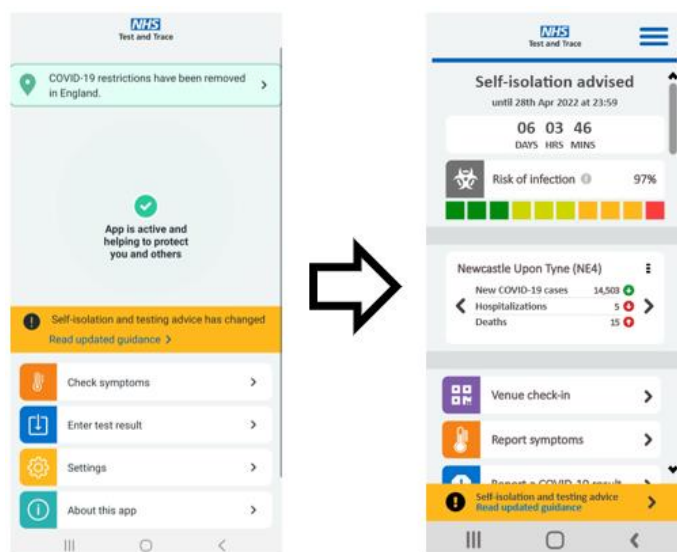 NHS
Test and Trace
COVID-19 restrictions have been removed
in England.
App is active and
helping to protect
you and others
Self-isolation and testing advice has changed
Read updated guidance
Check symptoms
Enter test result
Settings
About this app
NHS
Test and Trace
Self-isolation advised
until 28th Apr 2022 at 23:59
06 03 46
DAYS HRS MINS
Risk of infection 97%
Newcastle Upon Tyne (NE4)
New COVID-19 cases 14,503
Hospitalizations 5
Deaths 15
Venue check-in
Report symptoms
Report a COVID-19 result
Self-isolation and testing advice
Read updated guidance